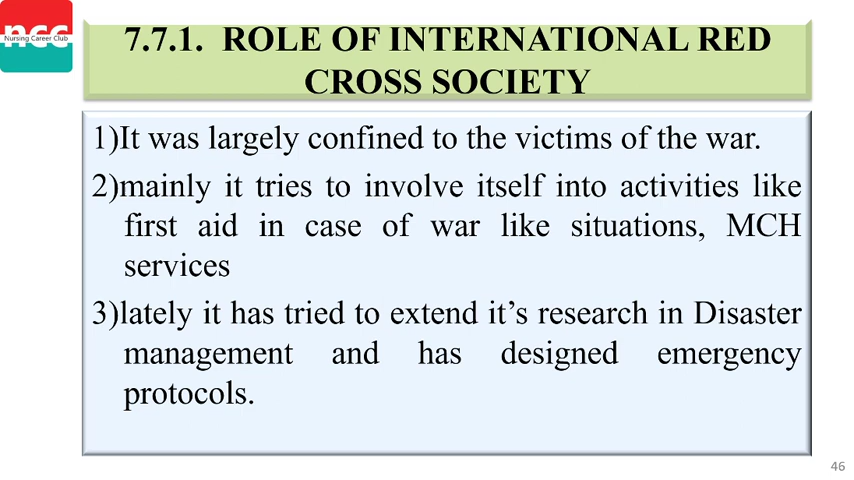 ncc
Nursing Career Club
7.7.1. ROLE OF INTERNATIONAL RED
CROSS SOCIETY
1)It was largely confined to the victims of the war.
2)mainly it tries to involve itself into activities like
first aid in case of war like situations, MCH
services
3)lately it has tried to extend it’s research in Disaster
management and has designed emergency
protocols.
46